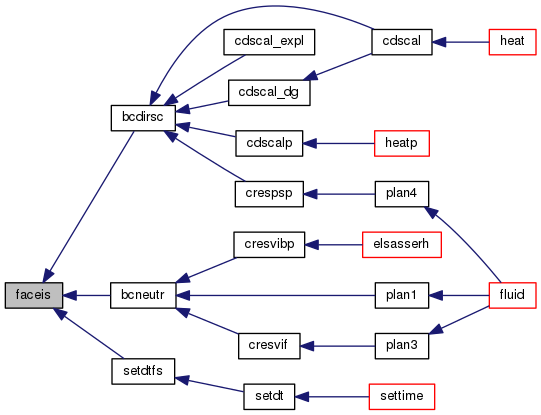 cdscal_expl
cdscal
heat
cdscal_dg
bcdirsc
cdscalp
heatp
crespsp
plan4
cresvibp
elsasserh
faceis
bcneutr
plan1
fluid
cresvif
plan3
setdtfs
setdt
settime